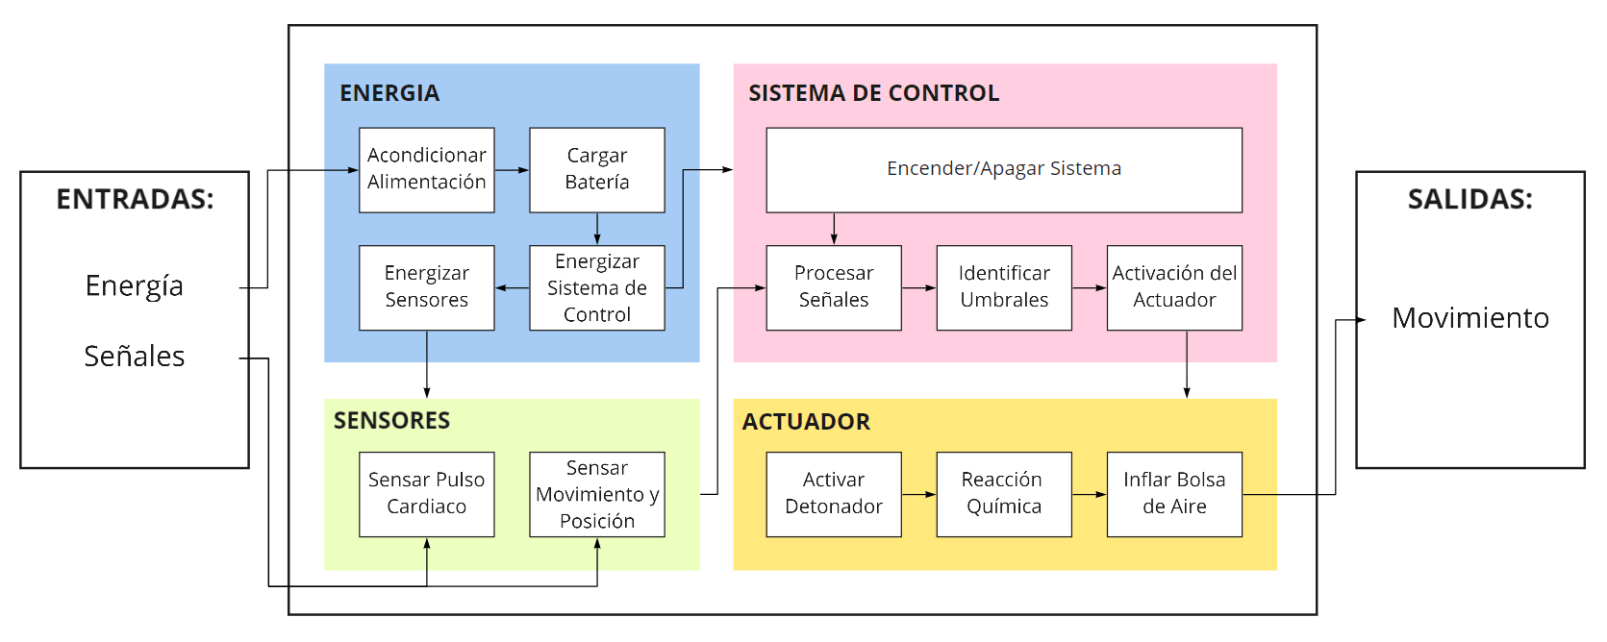 ENTRADAS:
Energía
Señales
ENERGIA
Acondicionar
Alimentación
Cargar
Batería
Energizar
Sensores
Energizar
Sistema de
Control
SENSORES
Sensar Pulso
Cardiaco
Sensar
Movimiento y
Posición
SISTEMA DE CONTROL
Encender/Apagar Sistema
Procesar
Señales
Identificar
Umbrales
Activación del
Actuador
ACTUADOR
Activar
Detonador
Reacción
Química
Inflar Bolsa
de Aire
SALIDAS:
Movimiento